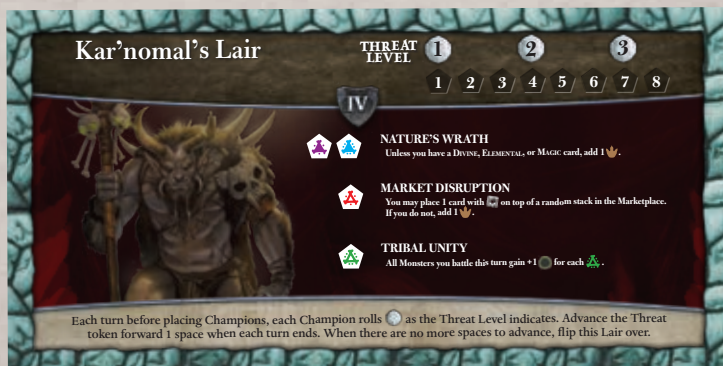 Kar'nomal's Lair
THREAT LEVEL 1 2 3
1 2 3 4 5 6 7 8
IV
NATURE'S WRATH
Unless you have a DIVINE, ELEMENTAL, or MAGIC card, add 1.
MARKET DISRUPTION
You may place 1 card with on top of a random stack in the Marketplace.
If you do not, add 1.
TRIBAL UNITY
All Monsters you battle this turn gain +1 for each.
Each turn before placing Champions, each Champion rolls as the Threat Level indicates. Advance the Threat
token forward 1 space when each turn ends. When there are no more spaces to advance, flip this Lair over.